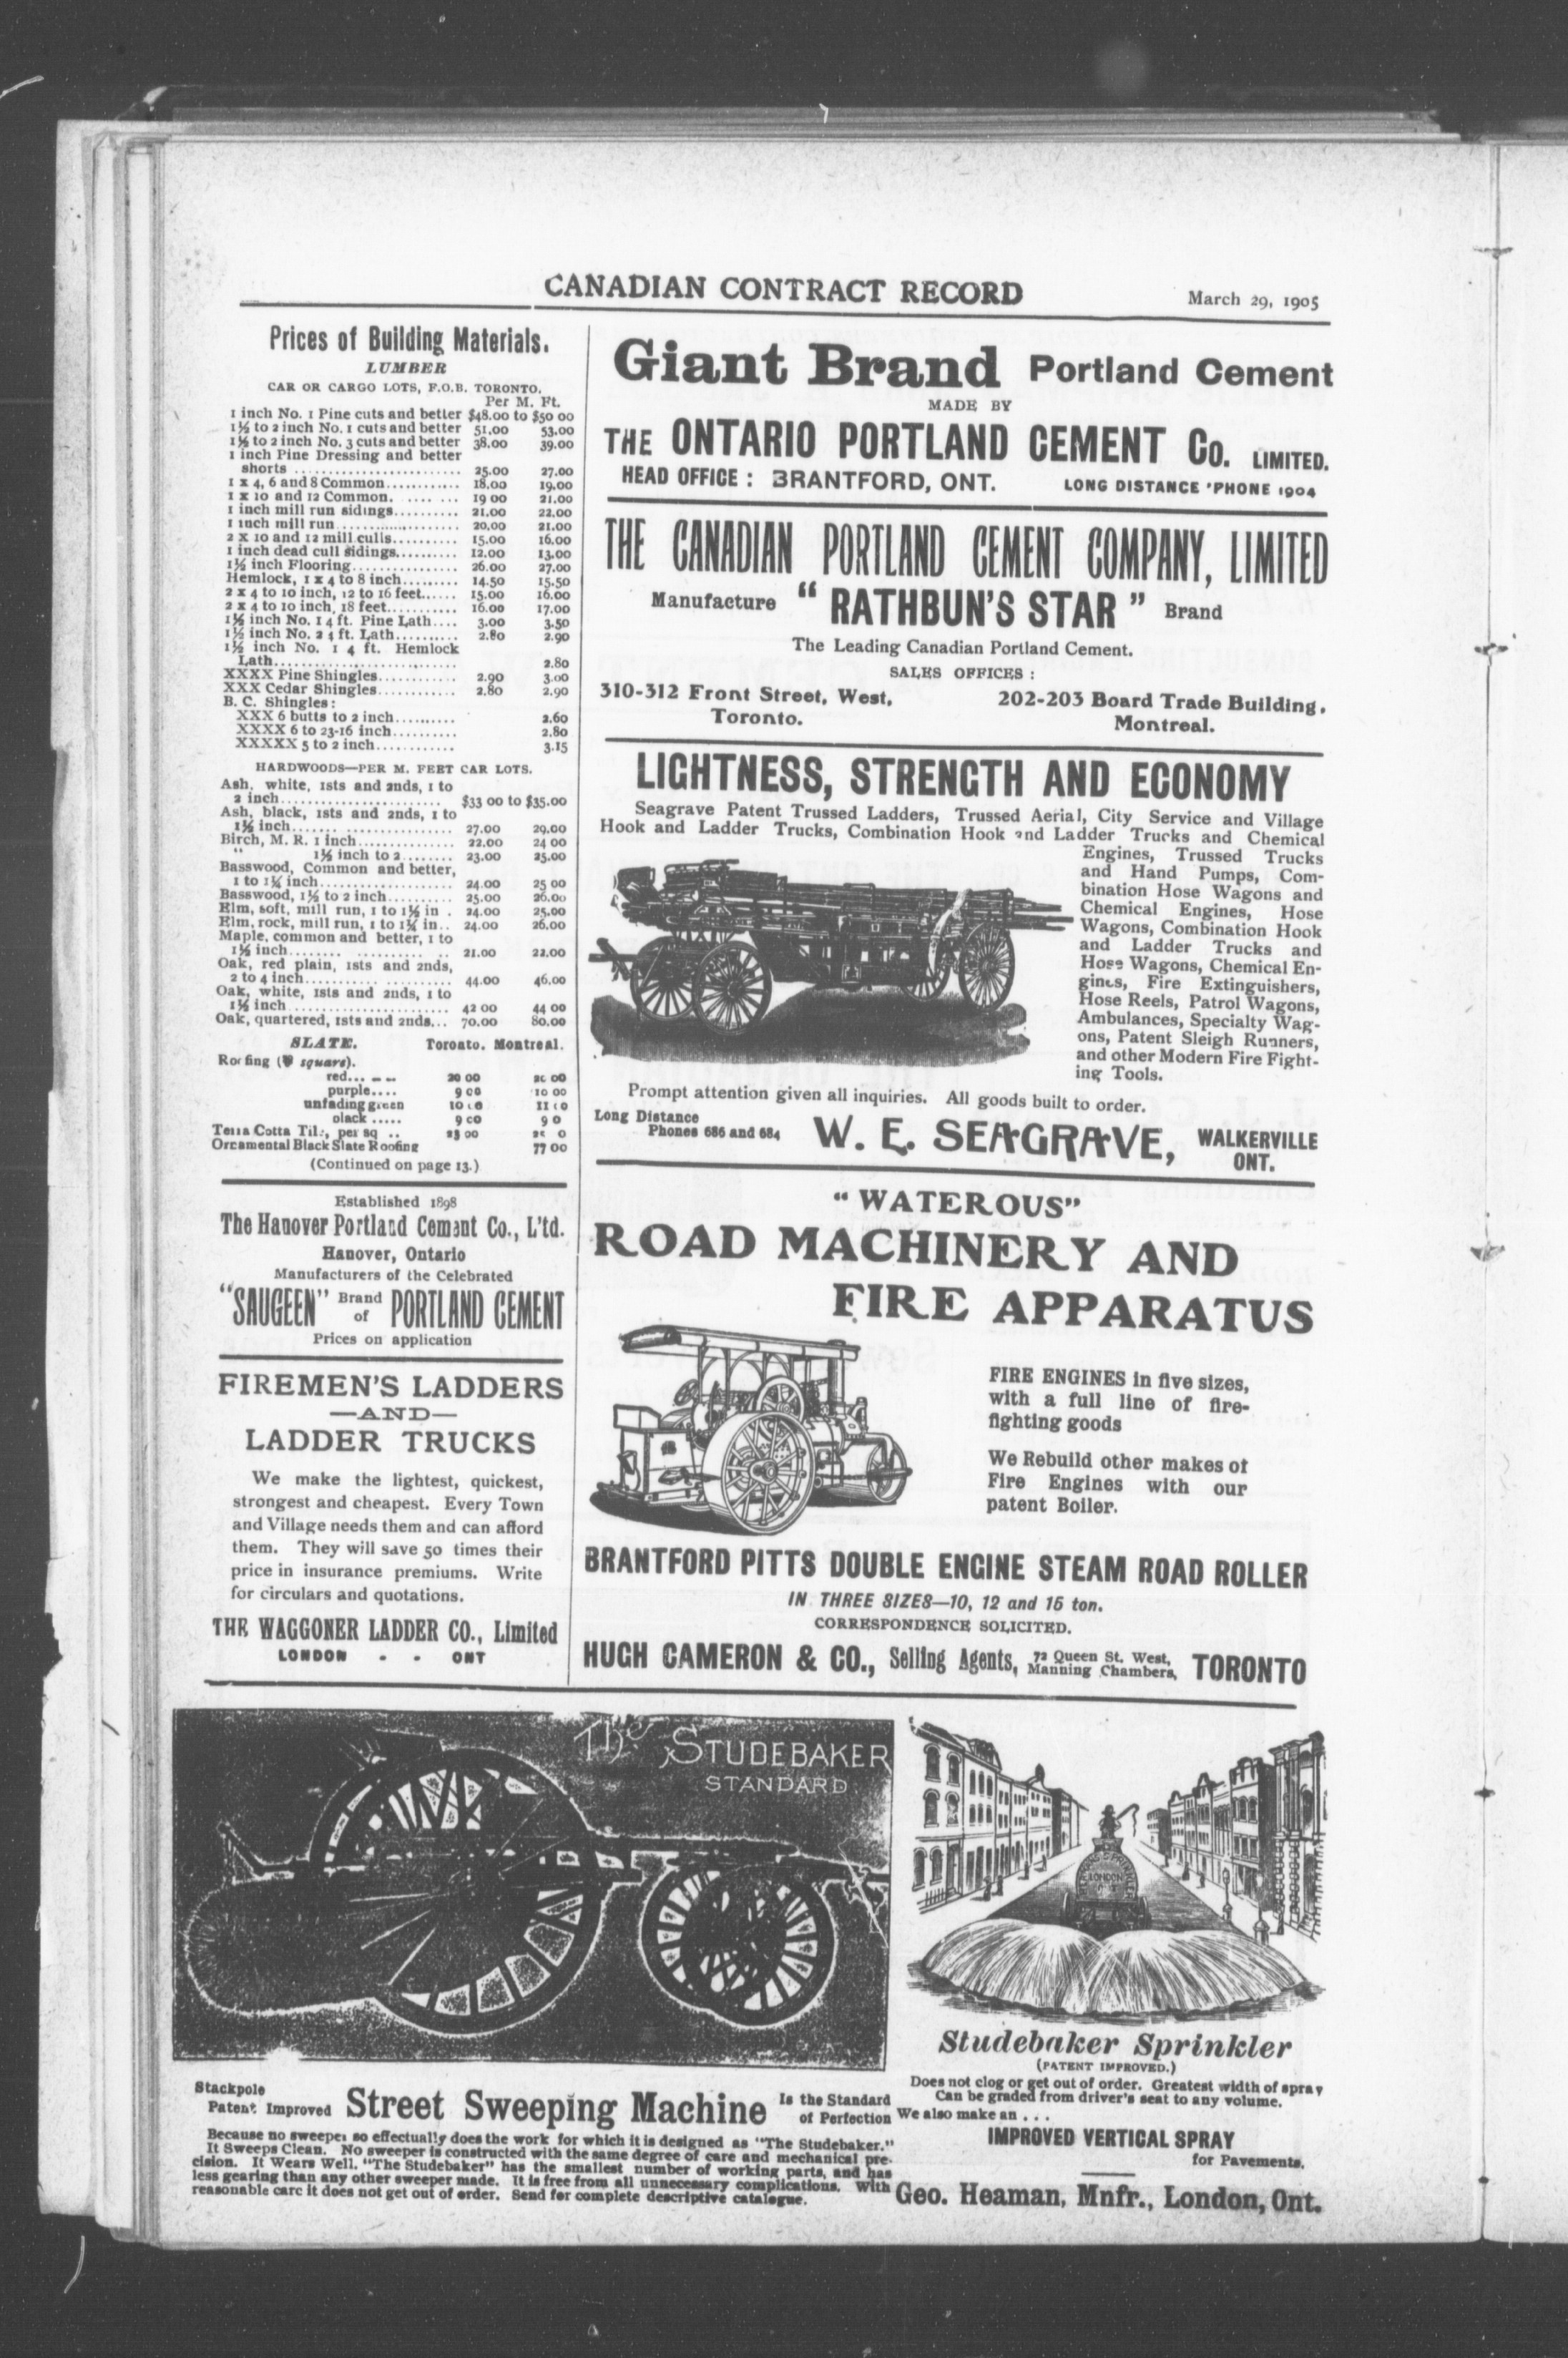 CANADIAN CONTRACT RECORD
March 29, 1905
Prices of Building Materials.
LUMBER
CAR OR CARGO LOTS, F.O.B. TORONTO.
Per M. Ft.
1 inch No. 1 Pine cuts and better $48.00 to $50 00
1½ to 2 inch No. 1 cuts and better 51.00 53.00
1½ to 2 inch No. 3 cuts and better 38.00 39.00
1 inch Pine Dressing and better
shorts ........................ 25.00 27.00
1 x 4, 6 and 8 Common........... 18.00 19.00
1 x 10 and 12 Common. .... ... 19 00 21.00
1 inch mill run sidings.......... 21.00 22.00
1 inch mill run.................. 20.00 21.00
2 x 10 and 12 mill culls.......... 15.00 16.00
1 inch dead cull sidings.......... 12.00 13.00
1½ inch Flooring................ 26.00 27.00
Hemlock, 1 x 4 to 8 inch......... 14.50 15.50
2 x 4 to 10 inch, 12 to 16 feet...... 15.00 16.00
2 x 4 to 10 inch, 18 feet.......... 16.00 17.00
1½ inch No. 1 4 ft. Pine Lath.... 3.00 3.50
1½ inch No. 2 4 ft. Lath.......... 2.80 2.90
1½ inch No. 1 4 ft. Hemlock
Lath............................ 2.80
XXXX Pine Shingles............ 2.90 3.00
XXX Cedar Shingles............ 2.80 2.90
B. C. Shingles:
XXX 6 butts to 2 inch.......... 2.60
XXXX 6 to 23-16 inch.......... 2.80
XXXXX 5 to 2 inch............ 3.15
HARDWOODS—PER M. FEET CAR LOTS.
Ash, white, 1sts and 2nds, 1 to
2 inch........................ $33 00 to $35.00
Ash, black, 1sts and 2nds, 1 to
1½ inch...................... 27.00 29.00
Birch, M. R. 1 inch.............. 22.00 24 00
" 1½ inch to 2........ 23.00 25.00
Basswood, Common and better,
1 to 1¼ inch.................... 24.00 25 00
Basswood, 1½ to 2 inch.......... 25.00 26.00
Elm, soft, mill run, 1 to 1½ in . 24.00 25.00
Elm, rock, mill run, 1 to 1¼ in.. 24.00 26.00
Maple, common and better, 1 to
1½ inch........ .......... .. 21.00 22.00
Oak, red plain, 1sts and 2nds,
2 to 4 inch........... .......... 44.00 46.00
Oak, white, 1sts and 2nds, 1 to
1½ inch........................ 42 00 44 00
Oak, quartered, 1sts and 2nds... 70.00 80.00
SLATE. Toronto. Montreal.
Roofing (square).
red... 20 00
purple.... 9 00 10 00
unfading green
black ..... 9 00
Terra Cotta Tile, per sq ..
Ornamental Black Slate Roofing 77 00
(Continued on page 13.)
Established 1898
The Hanover Portland Cement Co., L'td.
Hanover, Ontario
Manufacturers of the Celebrated
"SAUGEEN" Brand of PORTLAND CEMENT
Prices on application
FIREMEN'S LADDERS
—AND—
LADDER TRUCKS
We make the lightest, quickest,
strongest and cheapest. Every Town
and Village needs them and can afford
them. They will save 50 times their
price in insurance premiums. Write
for circulars and quotations.
THE WAGGONER LADDER CO., Limited
LONDON - - ONT
Giant Brand Portland Cement
MADE BY
THE ONTARIO PORTLAND CEMENT Co. LIMITED.
HEAD OFFICE : BRANTFORD, ONT. LONG DISTANCE 'PHONE 1904
THE CANADIAN PORTLAND CEMENT COMPANY, LIMITED
Manufacture "RATHBUN'S STAR" Brand
The Leading Canadian Portland Cement.
SALES OFFICES :
310-312 Front Street, West, 202-203 Board Trade Building,
Toronto. Montreal.
LIGHTNESS, STRENGTH AND ECONOMY
Seagrave Patent Trussed Ladders, Trussed Aerial, City Service and Village
Hook and Ladder Trucks, Combination Hook and Ladder Trucks and Chemical
Engines, Trussed Trucks
and Hand Pumps, Com-
bination Hose Wagons and
Chemical Engines, Hose
Wagons, Combination Hook
and Ladder Trucks and
Hose Wagons, Chemical En-
gines, Fire Extinguishers,
Hose Reels, Patrol Wagons,
Ambulances, Specialty Wag-
ons, Patent Sleigh Runners,
and other Modern Fire Fight-
ing Tools.
Prompt attention given all inquiries. All goods built to order.
Long Distance
Phones 686 and 684
W. E. SEAGRAVE, WALKERVILLE
ONT.
"WATEROUS"
ROAD MACHINERY AND
FIRE APPARATUS
FIRE ENGINES in five sizes,
with a full line of fire-
fighting goods
We Rebuild other makes of
Fire Engines with our
patent Boiler.
BRANTFORD PITTS DOUBLE ENGINE STEAM ROAD ROLLER
IN THREE SIZES—10, 12 and 15 ton.
CORRESPONDENCE SOLICITED.
HUGH CAMERON & CO., Selling Agents, 72 Queen St. West, Manning Chambers, TORONTO
The STUDEBAKER
STANDARD
Stackpole
Patent Improved Street Sweeping Machine Is the Standard
of Perfection
Because no sweeper so effectually does the work for which it is designed as "The Studebaker."
It Sweeps Clean. No sweeper is constructed with the same degree of care and mechanical pre-
cision. It Wears Well. "The Studebaker" has the smallest number of working parts, and has
less gearing than any other sweeper made. It is free from all unnecessary complications. With
reasonable care it does not get out of order. Send for complete descriptive catalogue.
LONDON
Studebaker Sprinkler
(PATENT IMPROVED.)
Does not clog or get out of order. Greatest width of spray
Can be graded from driver's seat to any volume.
We also make an . . .
IMPROVED VERTICAL SPRAY
for Pavements.
Geo. Heaman, Mnfr., London, Ont.